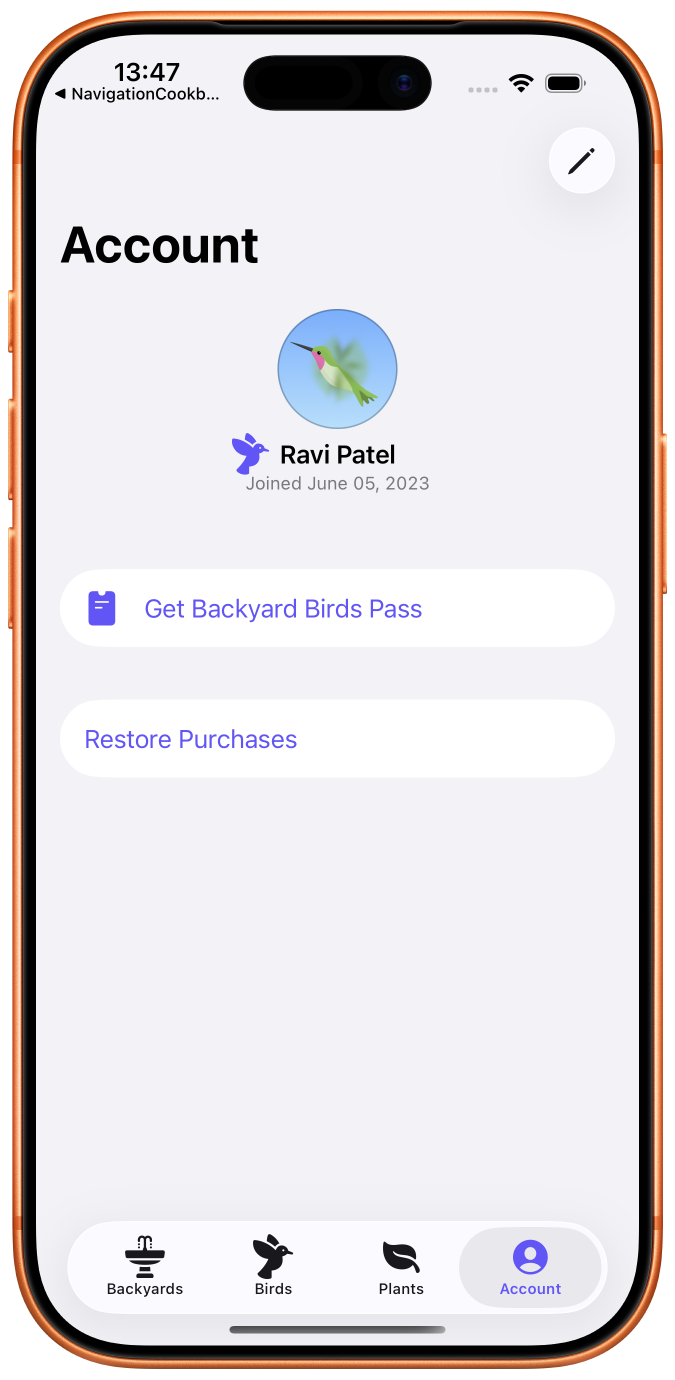 13:47
◀ NavigationCookb...
Account
Ravi Patel
Joined June 05, 2023
Get Backyard Birds Pass
Restore Purchases
Backyards
Birds
Plants
Account